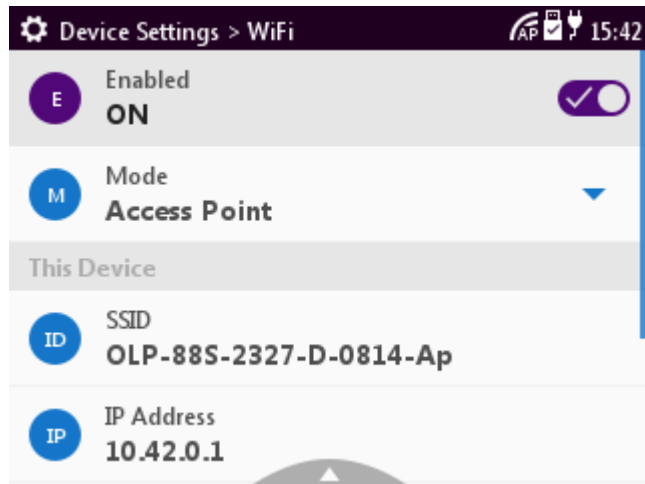 Device Settings > WiFi AP 15:42
E Enabled
ON
M Mode
Access Point
This Device
ID SSID
OLP-88S-2327-D-0814-Ap
IP IP Address
10.42.0.1